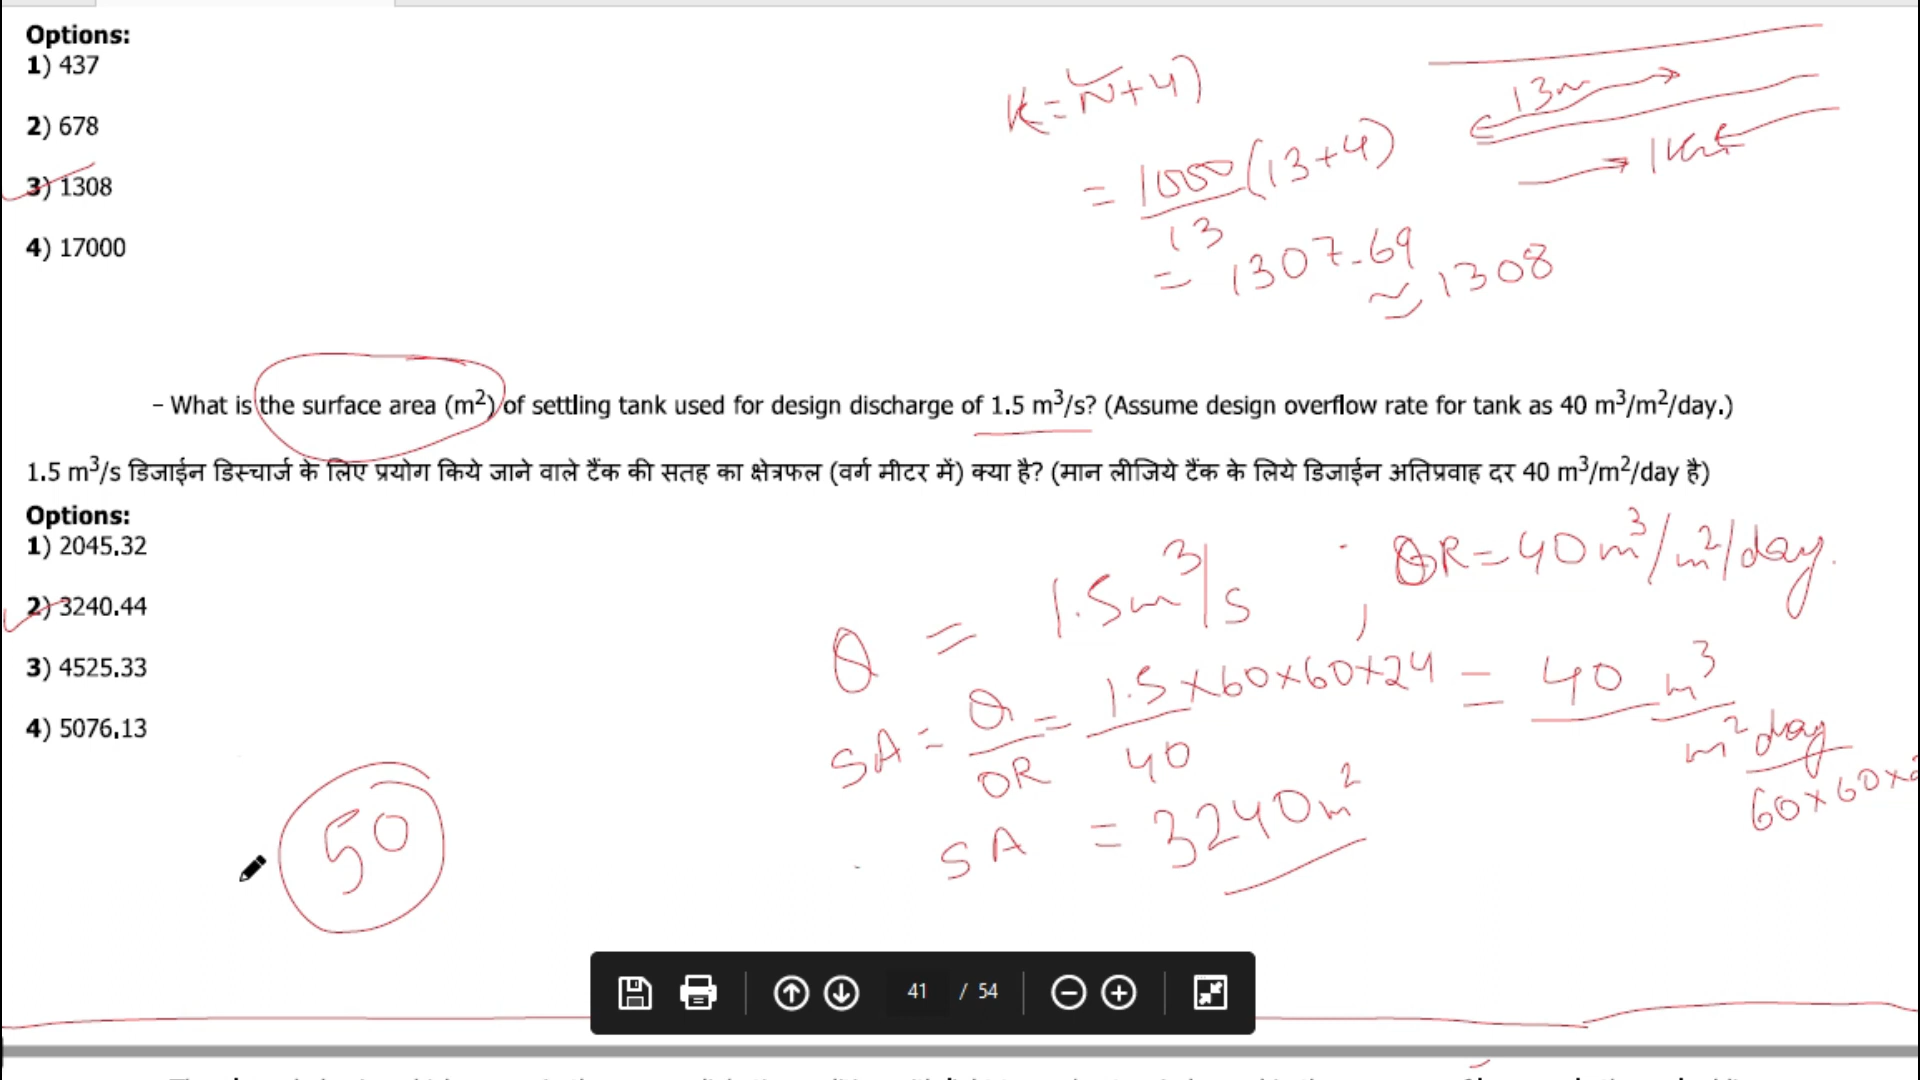 Options:
1) 437
2) 678
3) 1308
4) 17000
K = N+4)
= 1000 (13+4)
13
= 1307.69
≈ 1308
13m
1Km
– What is the surface area (m²) of settling tank used for design discharge of 1.5 m³/s? (Assume design overflow rate for tank as 40 m³/m²/day.)
1.5 m³/s डिजाईन डिस्चार्ज के लिए प्रयोग किये जाने वाले टैंक की सतह का क्षेत्रफल (वर्ग मीटर में) क्या है? (मान लीजिये टैंक के लिये डिजाईन अतिप्रवाह दर 40 m³/m²/day है)
Options:
1) 2045.32
2) 3240.44
3) 4525.33
4) 5076.13
Q = 1.5m³/s ; OR = 40m³/m²/day.
SA = Q = 1.5×60×60×24 = 40 m³
OR 40 m² day
60×60×2
SA = 3240m²
50
41 / 54